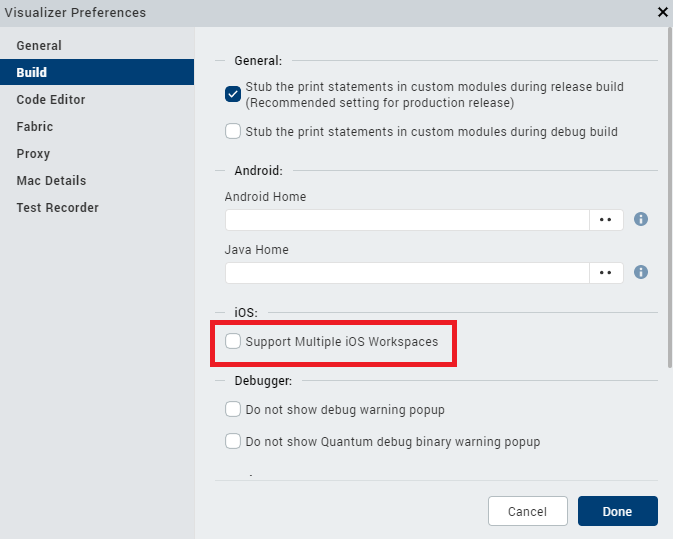 Visualizer Preferences
General
Build
Code Editor
Fabric
Proxy
Mac Details
Test Recorder
General:
Stub the print statements in custom modules during release build
(Recommended setting for production release)
Stub the print statements in custom modules during debug build
Android:
Android Home
Java Home
iOS:
Support Multiple iOS Workspaces
Debugger:
Do not show debug warning popup
Do not show Quantum debug binary warning popup
Cancel
Done